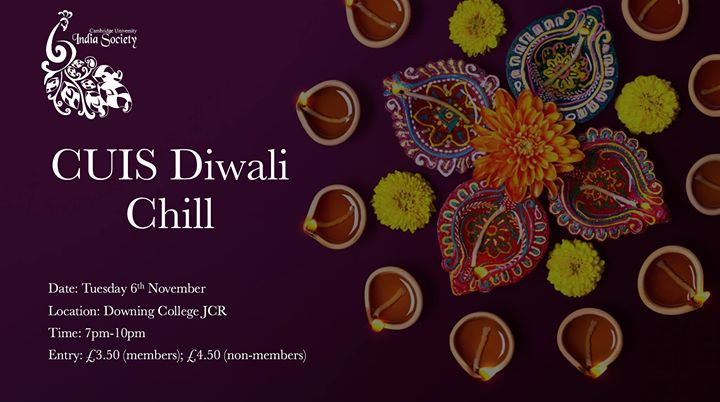 Cambridge University
India Society
CUIS Diwali
Chill
Date: Tuesday 6th November
Location: Downing College JCR
Time: 7pm-10pm
Entry: £3.50 (members); £4.50 (non-members)